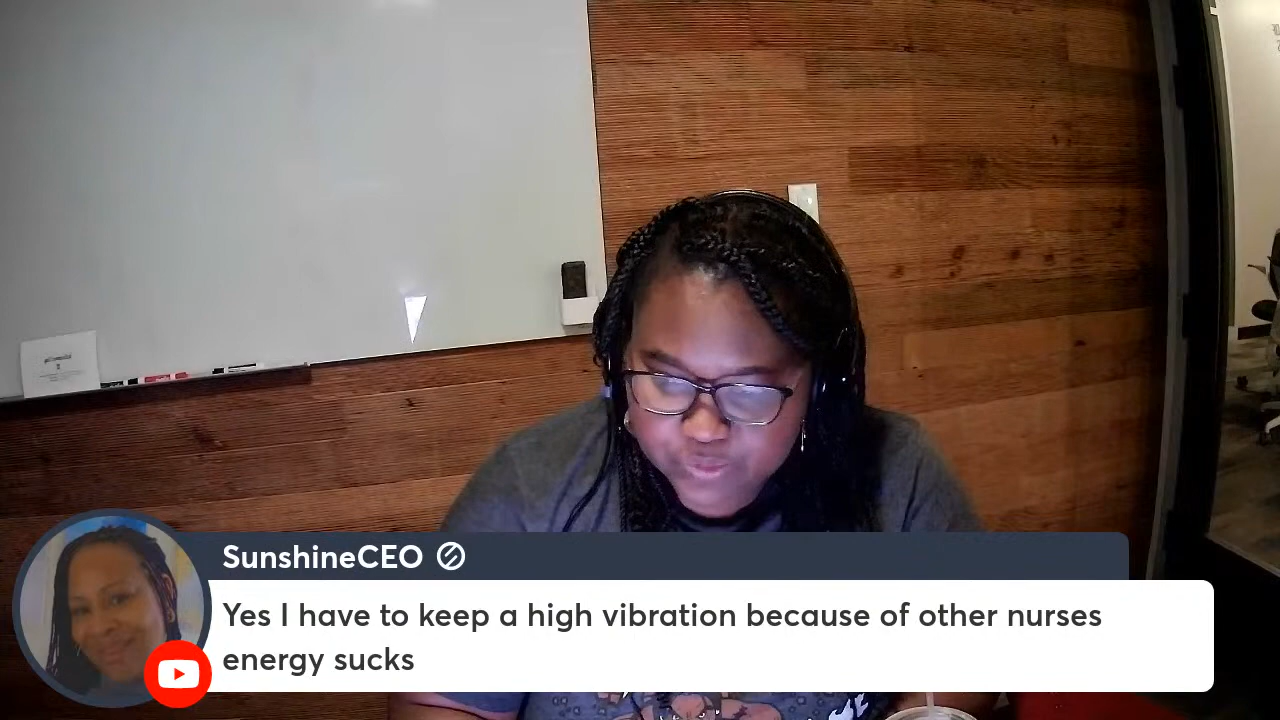 SunshineCEO
Yes I have to keep a high vibration because of other nurses
energy sucks